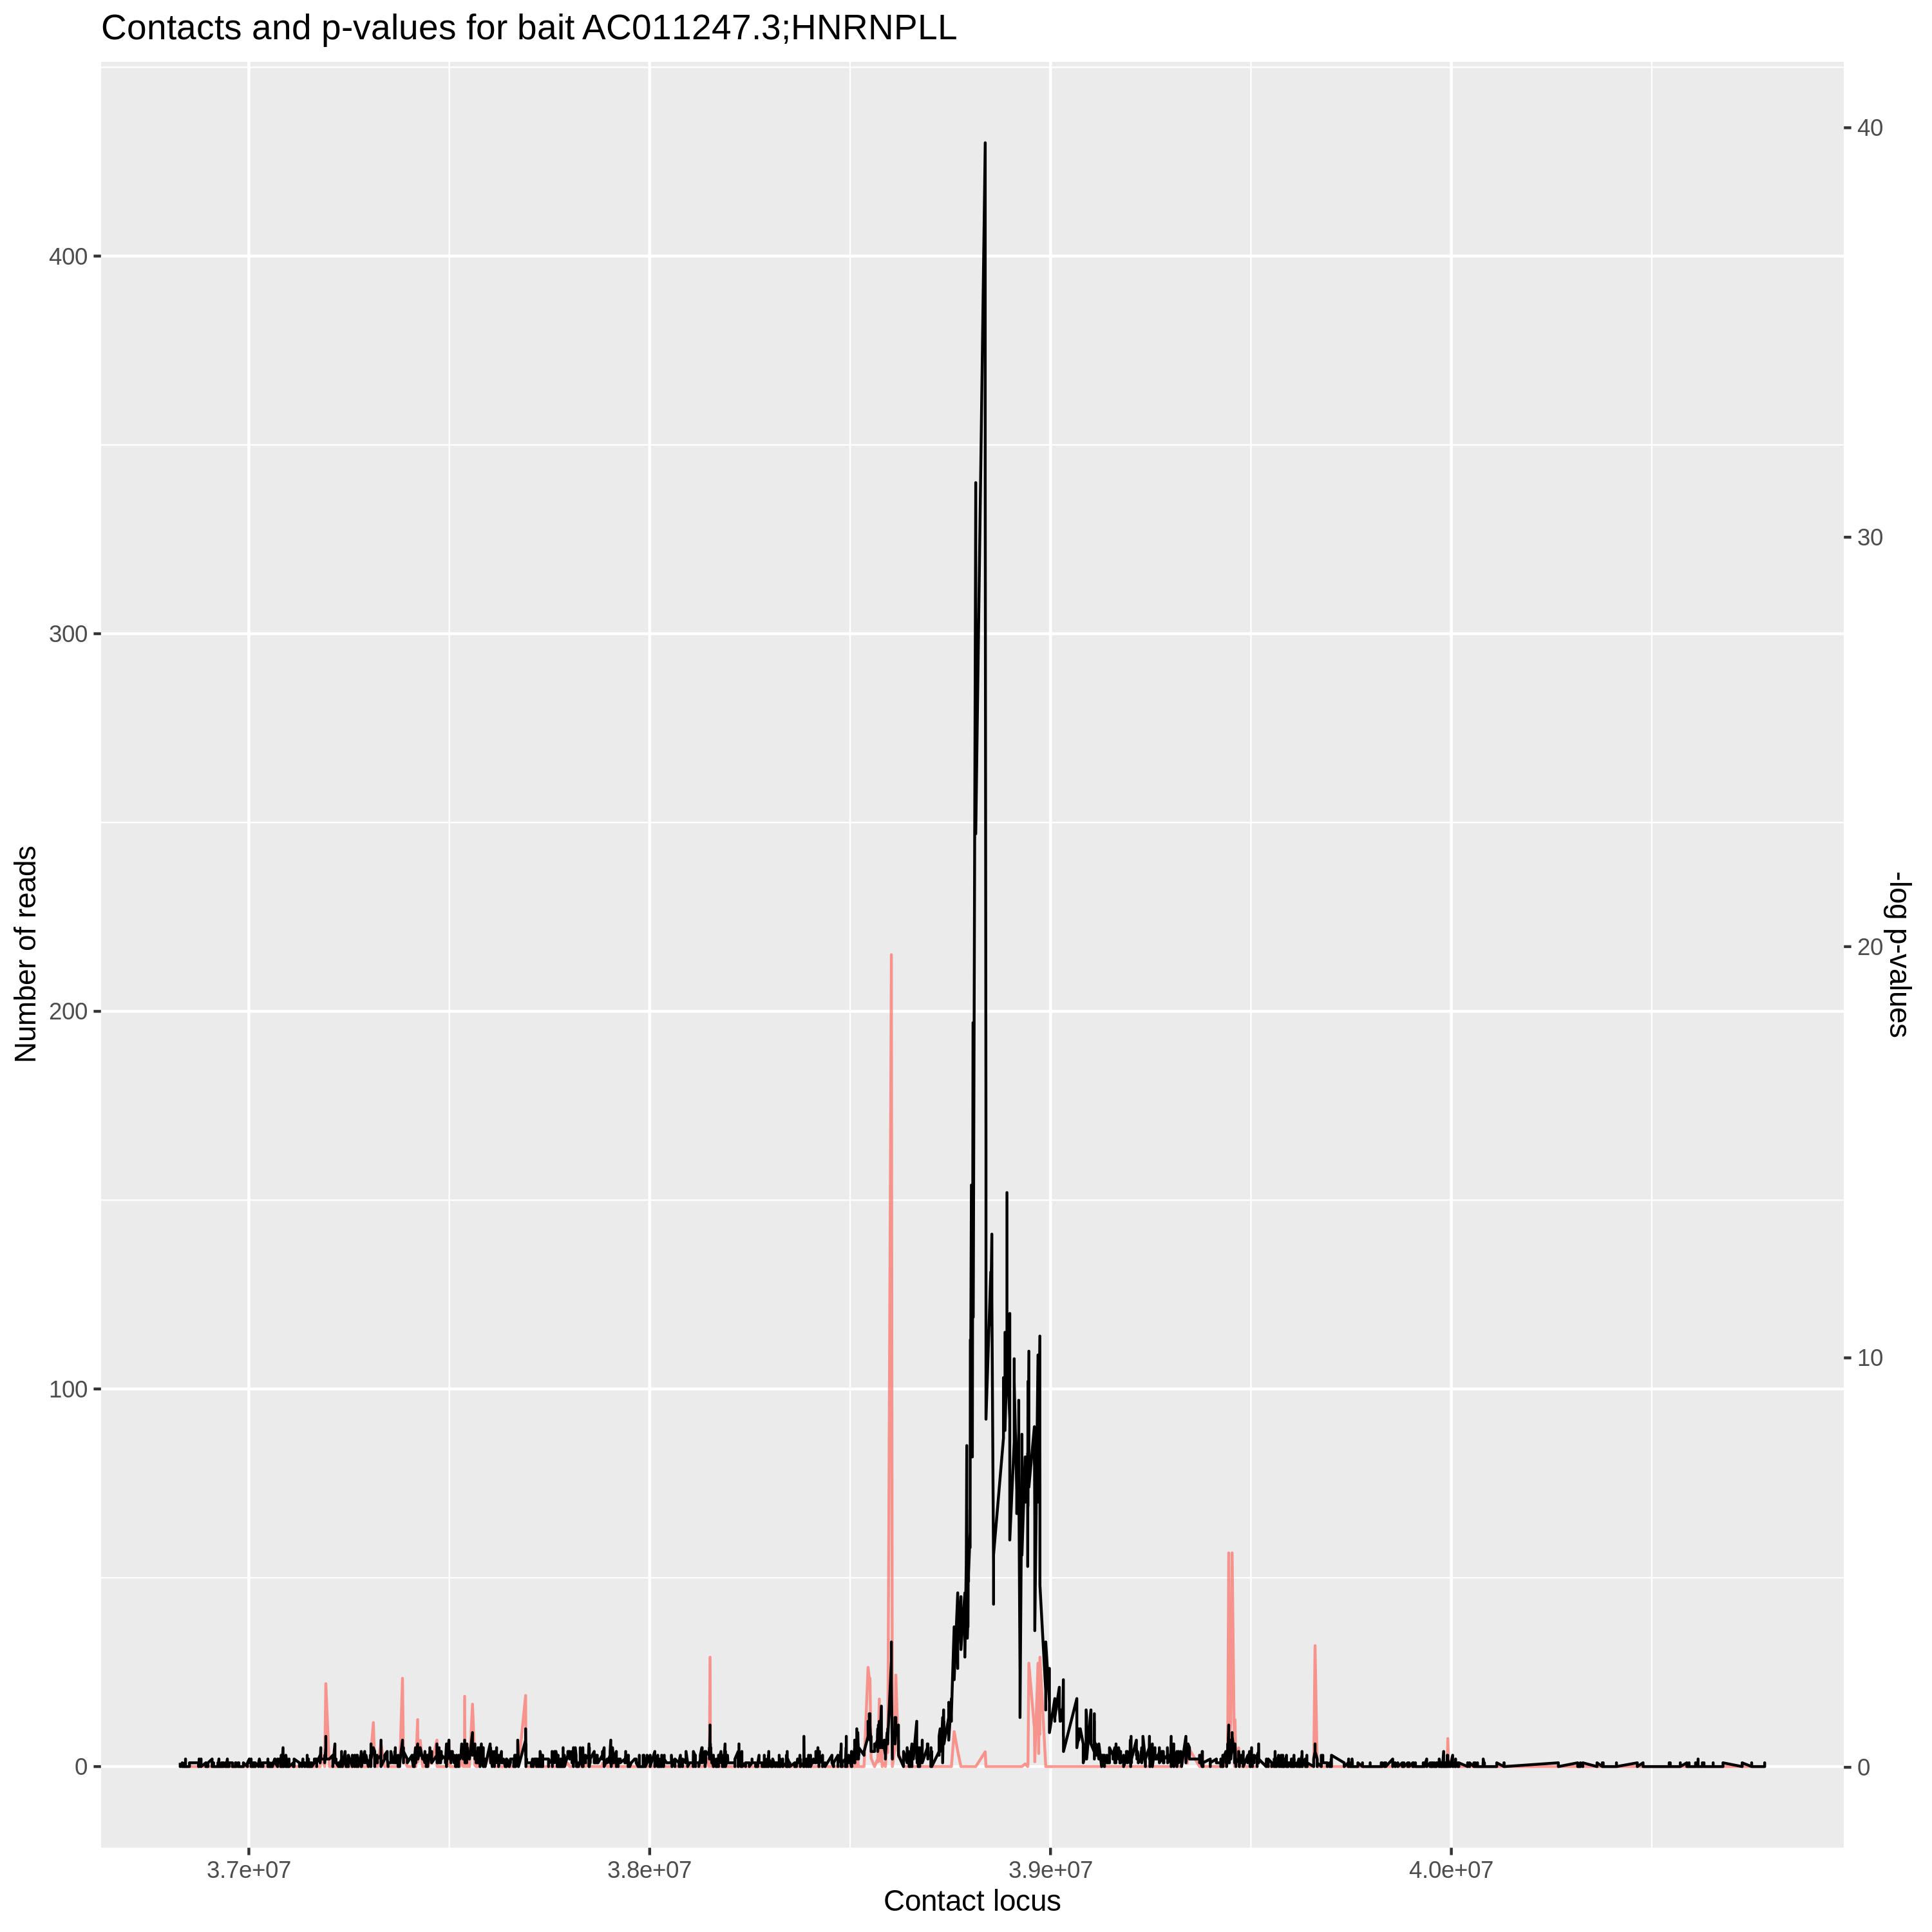 Contacts and p-values for bait AC011247.3;HNRNPLL
40
400
30
300
Number of reads
-log p-values
20
200
10
100
0
0
3.7e+07
3.8e+07
3.9e+07
4.0e+07
Contact locus